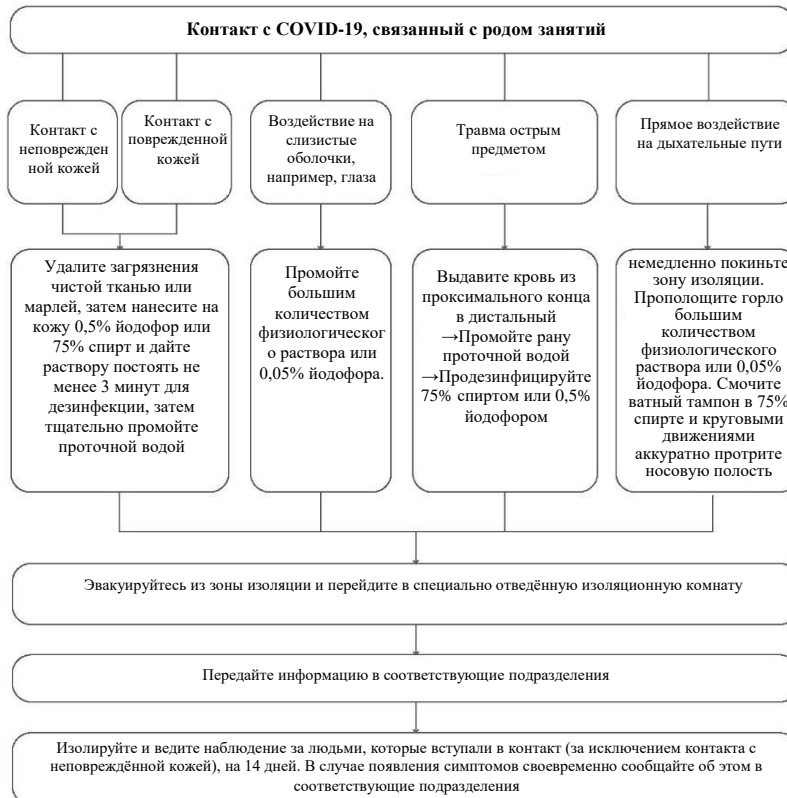 Контакт с COVID-19, связанный с родом занятий
Контакт с
неповрежден
ной кожей
Контакт с
поврежденной
кожей
Воздействие на
слизистые
оболочки,
например, глаза
Травма острым
предметом
Прямое воздействие
на дыхательные пути
Удалите загрязнения
чистой тканью или
марлей, затем нанесите на
кожу 0,5% йодофор или
75% спирт и дайте
раствору постоять не
менее 3 минут для
дезинфекции, затем
тщательно промойте
проточной водой
Промойте
большим
количеством
физиологическог
о раствора или
0,05% йодофора.
Выдавите кровь из
проксимального конца
в дистальный
→Промойте рану
проточной водой
→Продезинфицируйте
75% спиртом или 0,5%
йодофором
немедленно покиньте
зону изоляции.
Прополощите горло
большим
количеством
физиологического
раствора или 0,05%
йодофора. Смочите
ватный тампон в 75%
спирте и круговыми
движениями
аккуратно протрите
носовую полость
Эвакуируйтесь из зоны изоляции и перейдите в специально отведённую изоляционную комнату
Передайте информацию в соответствующие подразделения
Изолируйте и ведите наблюдение за людьми, которые вступали в контакт (за исключением контакта с
неповреждённой кожей), на 14 дней. В случае появления симптомов своевременно сообщайте об этом в
соответствующие подразделения